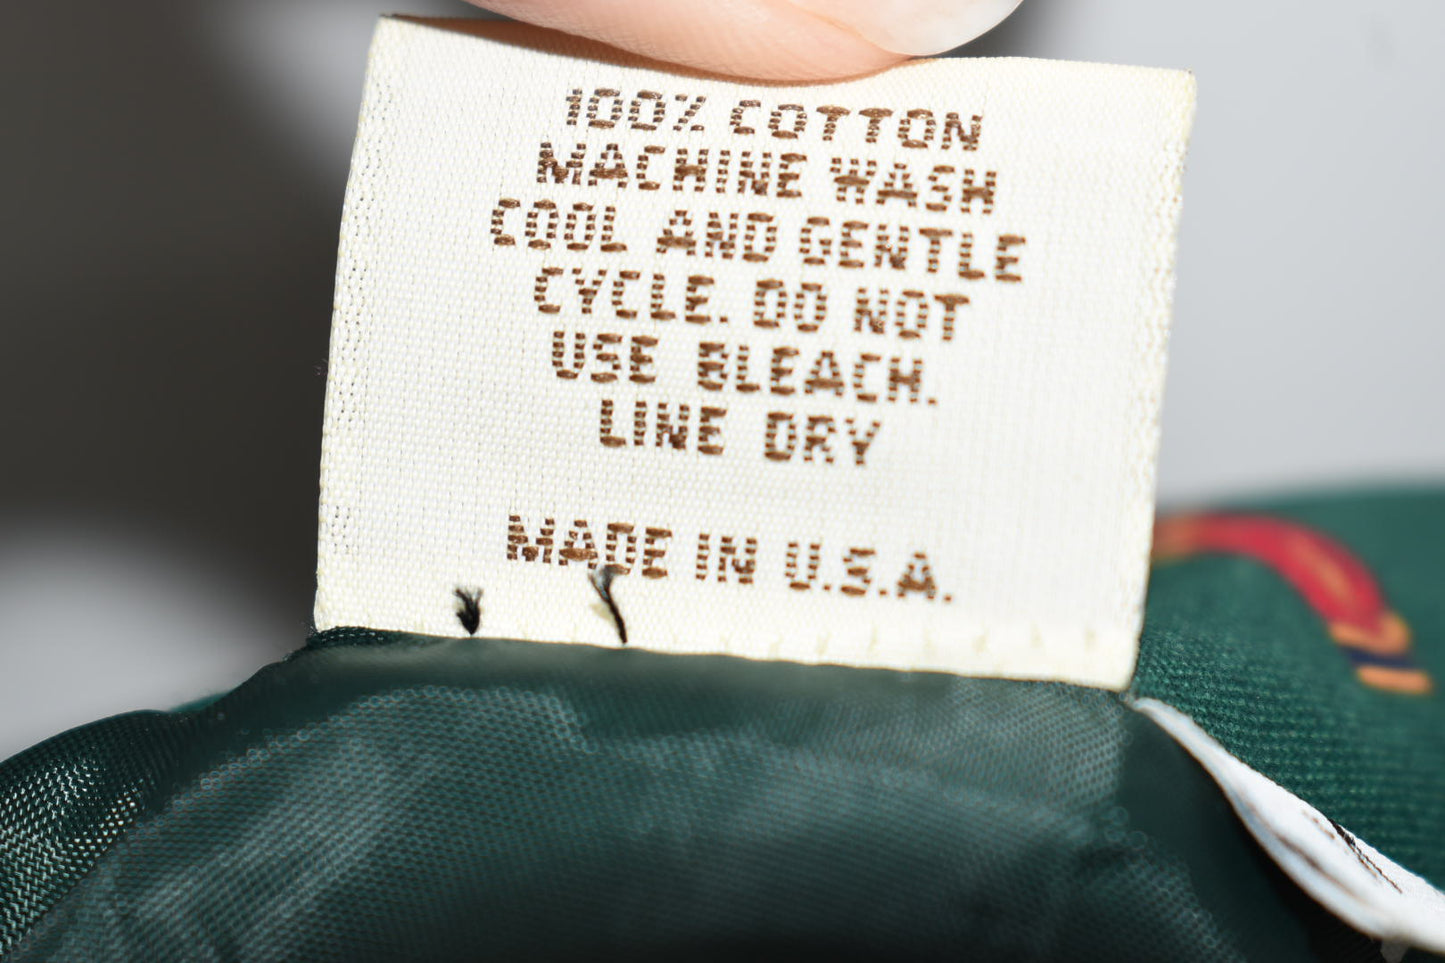 100% COTTON
MACHINE WASH
COOL AND GENTLE
CYCLE. DO NOT
USE BLEACH.
LINE DRY
MADE IN U.S.A.